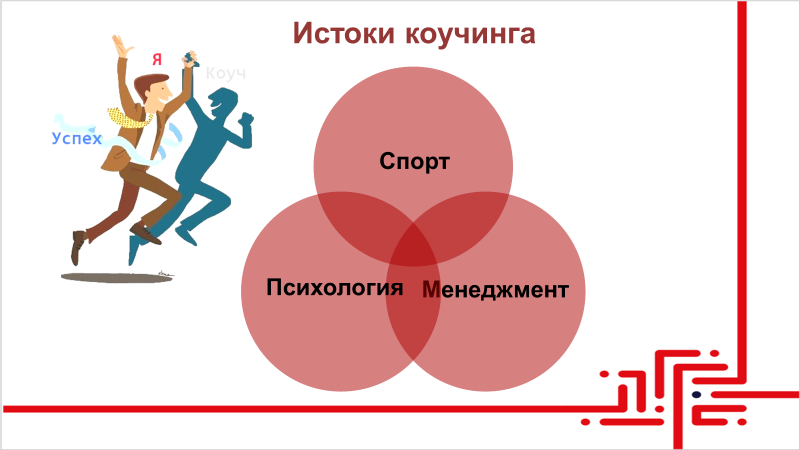 Истоки коучинга
Я
Коуч
Успех
Спорт
Психология
Менеджмент